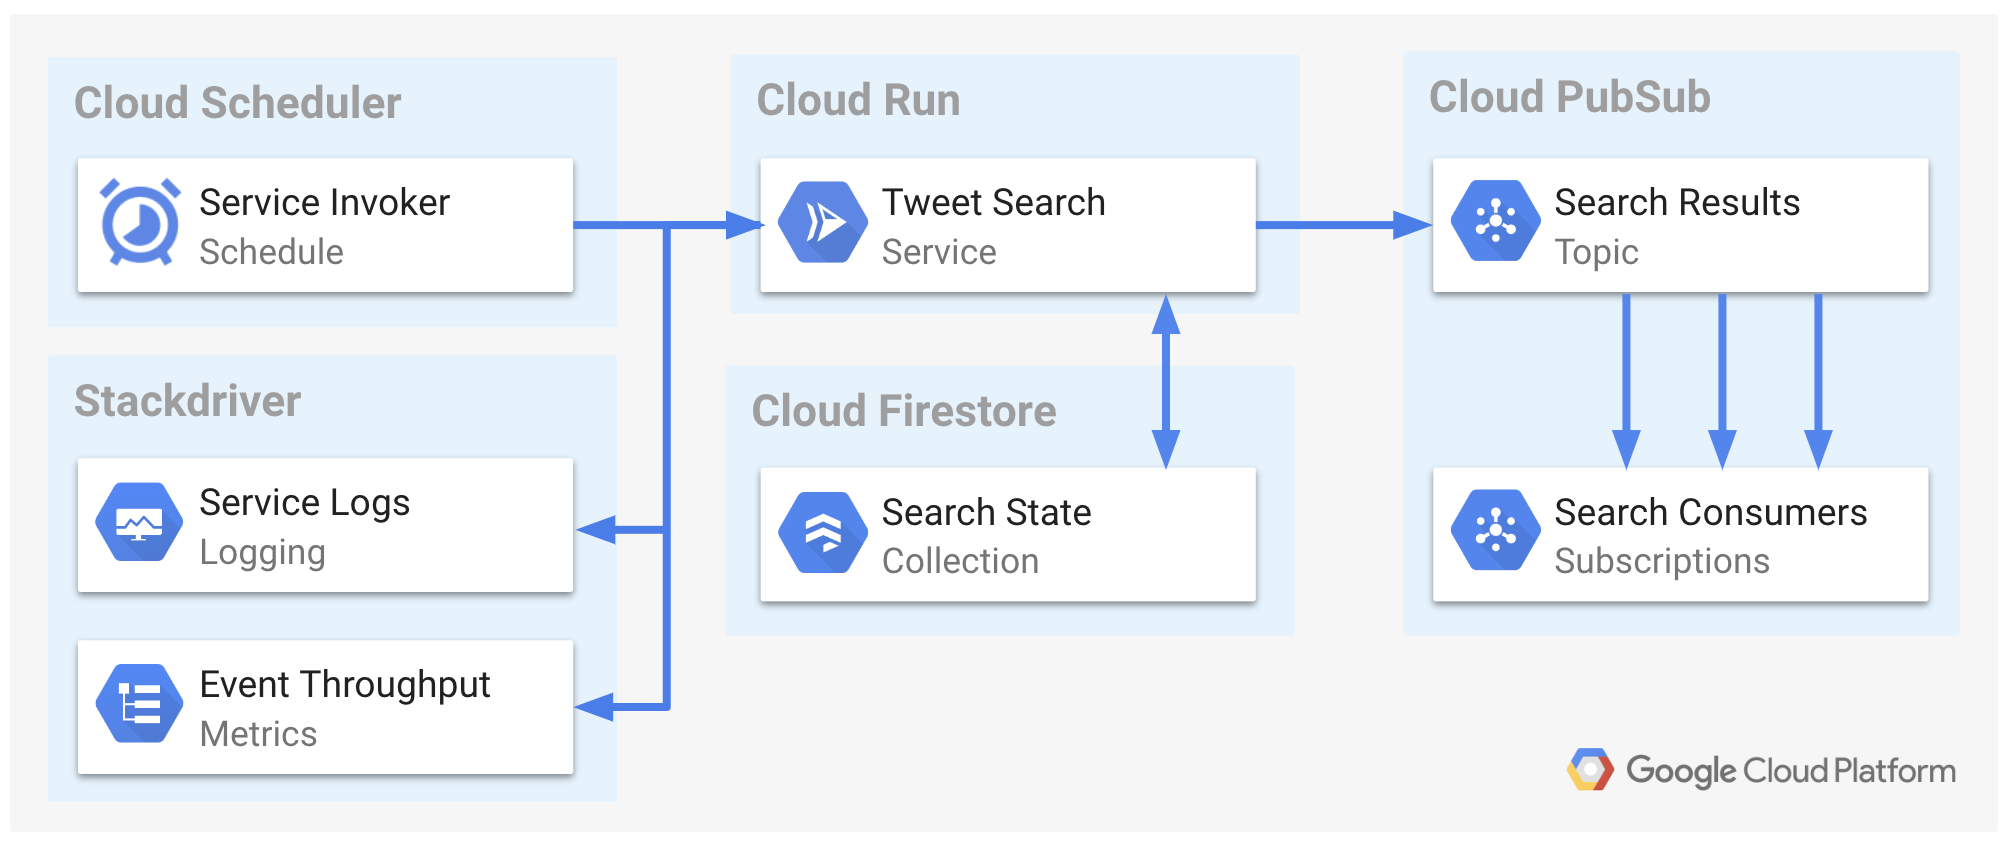 Cloud Scheduler
Service Invoker
Schedule
Stackdriver
Service Logs
Logging
Event Throughput
Metrics
Cloud Run
Tweet Search
Service
Cloud Firestore
Search State
Collection
Cloud PubSub
Search Results
Topic
Search Consumers
Subscriptions
Google Cloud Platform